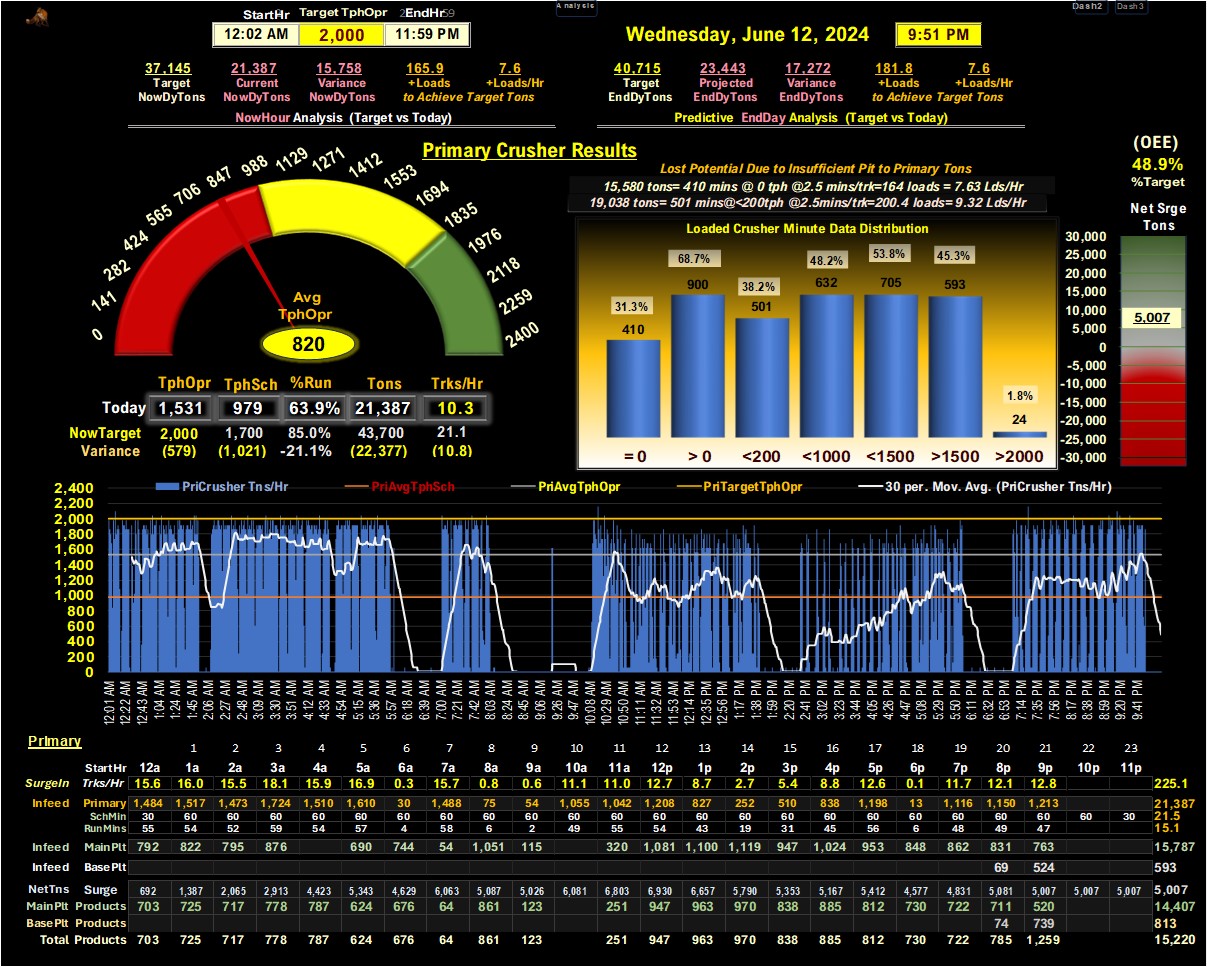 Analysis
Dash2 Dash3
StartHr Target TphOpr EndHr
12:02 AM 2,000 11:59 PM
Wednesday, June 12, 2024 9:51 PM
37,145 21,387 15,758 165.9 7.6
Target Current Variance +Loads +Loads/Hr
NowDyTons NowDyTons NowDyTons to Achieve Target Tons
NowHour Analysis (Target vs Today)
40,715 23,443 17,272 181.8 7.6
Target Projected Variance +Loads +Loads/Hr
EndDyTons EndDyTons EndDyTons to Achieve Target Tons
Predictive EndDay Analysis (Target vs Today)
Primary Crusher Results
0 141 282 424 565 706 847 988 1129 1271 1412 1553 1694 1835 1976 2118 2259 2400
Avg
TphOpr
820
TphOpr TphSch %Run Tons Trks/Hr
Today 1,531 979 63.9% 21,387 10.3
NowTarget 2,000 1,700 85.0% 43,700 21.1
Variance (579) (1,021) -21.1% (22,377) (10.8)
Lost Potential Due to Insufficient Pit to Primary Tons
15,580 tons= 410 mins @ 0 tph @2.5 mins/trk=164 loads = 7.63 Lds/Hr
19,038 tons= 501 mins@<200tph @2.5mins/trk=200.4 loads= 9.32 Lds/Hr
Loaded Crusher Minute Data Distribution
31.3% 68.7% 38.2% 48.2% 53.8% 45.3% 1.8%
410 900 501 632 705 593 24
= 0 > 0 <200 <1000 <1500 >1500 >2000
(OEE)
48.9%
%Target
Net Srge
Tons
30,000
25,000
20,000
15,000
10,000
5,007
5,000
0
-5,000
-10,000
-15,000
-20,000
-25,000
-30,000
PriCrusher Tns/Hr PriAvgTphSch PriAvgTphOpr PriTargetTphOpr 30 per. Mov. Avg. (PriCrusher Tns/Hr)
2,400
2,200
2,000
1,800
1,600
1,400
1,200
1,000
800
600
400
200
0
12:01 AM 12:22 AM 12:43 AM 1:04 AM 1:24 AM 1:45 AM 2:06 AM 2:27 AM 2:48 AM 3:09 AM 3:30 AM 3:51 AM 4:12 AM 4:33 AM 4:54 AM 5:15 AM 5:36 AM 5:57 AM 6:18 AM 6:39 AM 7:00 AM 7:21 AM 7:42 AM 8:03 AM 8:24 AM 8:45 AM 9:06 AM 9:26 AM 9:47 AM 10:08 AM 10:29 AM 10:50 AM 11:11 AM 11:32 AM 11:53 AM 12:14 PM 12:35 PM 12:56 PM 1:17 PM 1:38 PM 1:59 PM 2:20 PM 2:41 PM 3:02 PM 3:22 PM 3:44 PM 4:05 PM 4:26 PM 4:47 PM 5:08 PM 5:29 PM 5:50 PM 6:11 PM 6:32 PM 6:53 PM 7:14 PM 7:35 PM 7:56 PM 8:17 PM 8:38 PM 8:59 PM 9:20 PM 9:41 PM
Primary
1 2 3 4 5 6 7 8 9 10 11 12 13 14 15 16 17 18 19 20 21 22 23
StartHr 12a 1a 2a 3a 4a 5a 6a 7a 8a 9a 10a 11a 12p 1p 2p 3p 4p 5p 6p 7p 8p 9p 10p 11p
SurgeIn Trks/Hr 15.6 16.0 15.5 18.1 15.9 16.9 0.3 15.7 0.8 0.6 11.1 11.0 12.7 8.7 2.7 5.4 8.8 12.6 0.1 11.7 12.1 12.8 225.1
Infeed Primary 1,484 1,517 1,473 1,724 1,510 1,610 30 1,488 75 54 1,055 1,042 1,208 827 252 510 838 1,198 13 1,116 1,150 1,213 21,387
SchMin 30 60 60 60 60 60 60 60 60 60 60 60 60 60 60 60 60 60 60 60 60 60 60 30 21.5
RunMins 55 54 52 59 54 57 4 58 6 2 49 55 54 43 19 31 45 56 6 48 49 47 15.1
Infeed MainPlt 792 822 795 876 690 744 54 1,051 115 320 1,081 1,100 1,119 947 1,024 953 848 862 831 763 15,787
Infeed BasePlt 69 524 593
NetTns Surge 692 1,387 2,065 2,913 4,423 5,343 4,629 6,063 5,087 5,026 6,081 6,803 6,930 6,657 5,790 5,353 5,167 5,412 4,577 4,831 5,081 5,007 5,007 5,007 5,007
MainPlt Products 703 725 717 778 787 624 676 64 861 123 251 947 963 970 838 885 812 730 722 711 520 14,407
BasePlt Products 74 739 813
Total Products 703 725 717 778 787 624 676 64 861 123 251 947 963 970 838 885 812 730 722 785 1,259 15,220